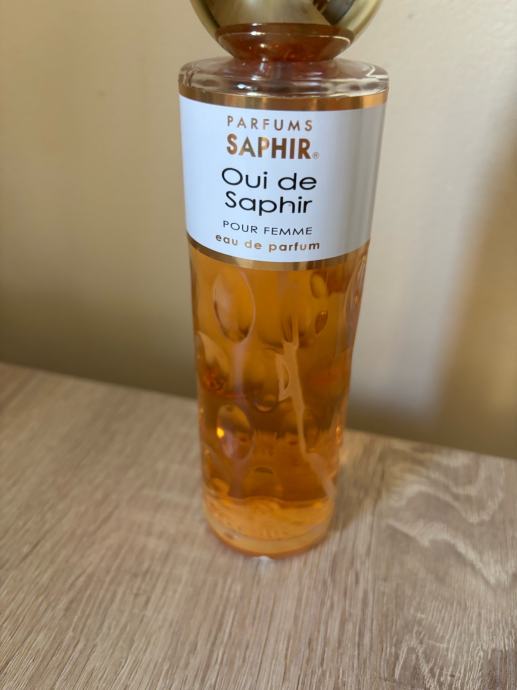 PARFUMS
SAPHIR®
Oui de
Saphir
POUR FEMME
eau de parfum